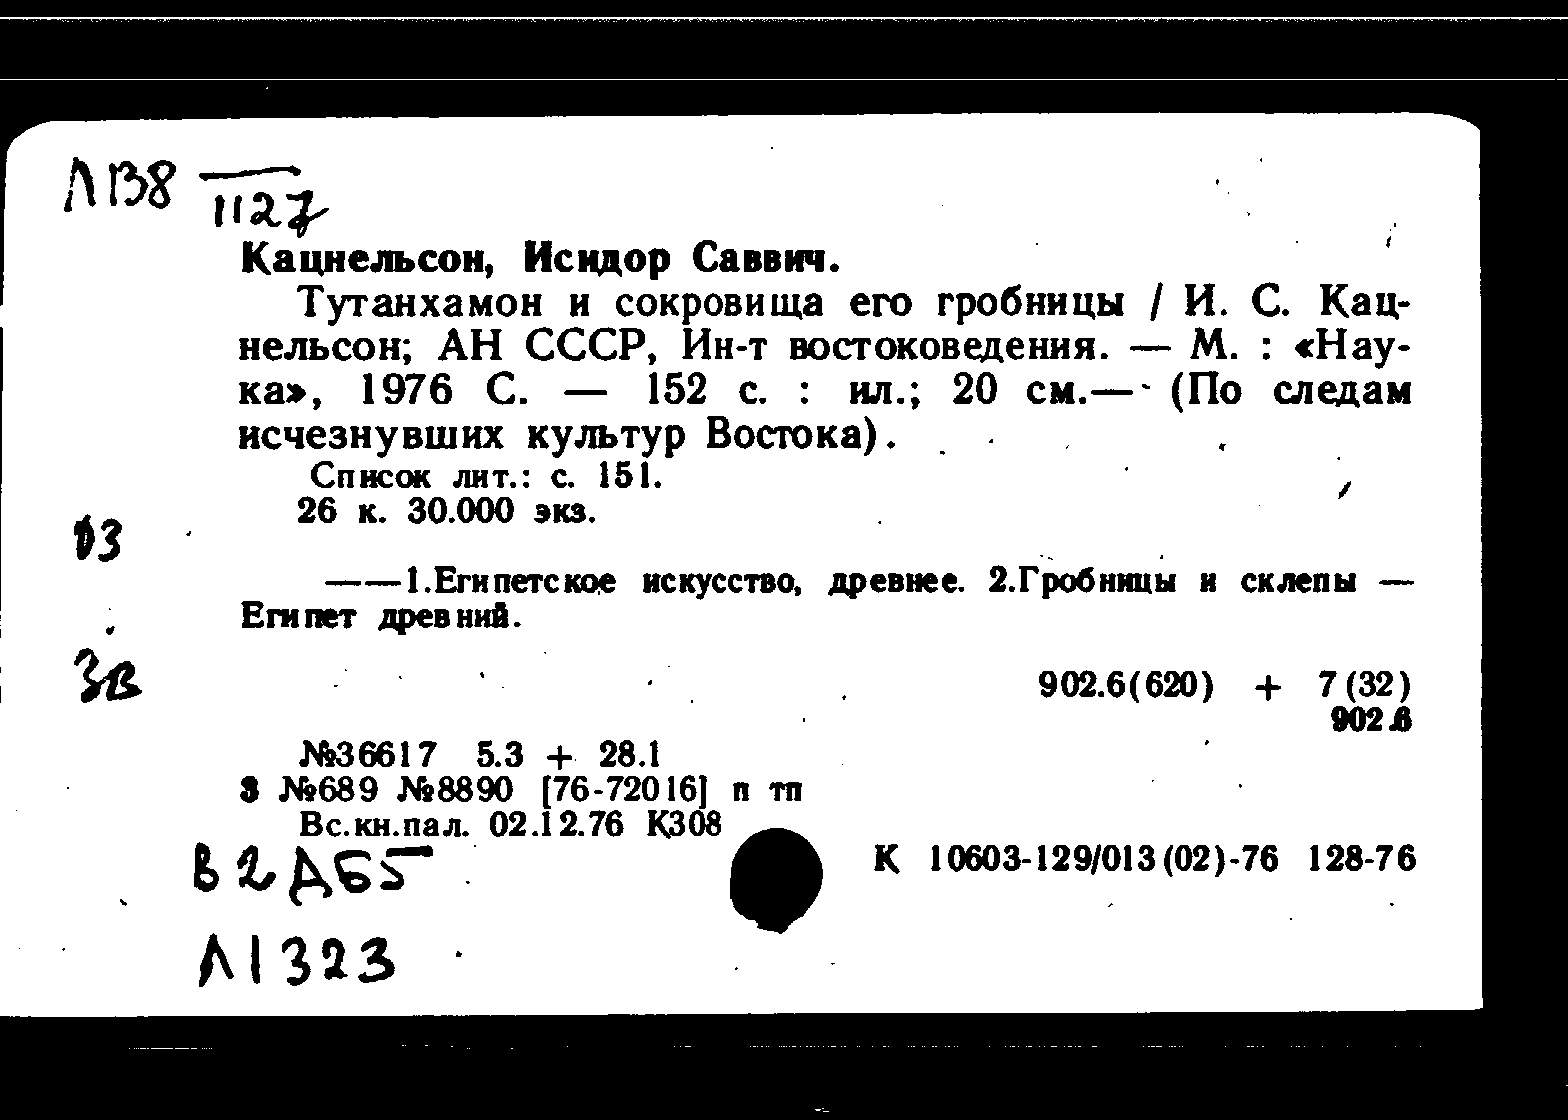 Л138
1127
Кацнельсон, Исидор Саввич.
Тутанхамон и сокровища его гробницы / И. С. Кац-
нельсон; АН СССР, Ин-т востоковедения. — М. : «Нау-
ка», 1976 С. — 152 с. : ил.; 20 см.— (По следам
исчезнувших культур Востока).
Список лит.: с. 151.
26 к. 30.000 экз.
03
——1.Египетское искусство, древнее. 2.Гробницы и склепы —
Египет древний.
3в
902.6(620) + 7(32)
902.6
№36617 5.3 + 28.1
3 №689 №8890 [76-72016] п тп
Вс.кн.пал. 02.12.76 К308
В2Д65
К 10603-129/013(02)-76 128-76
Л1323